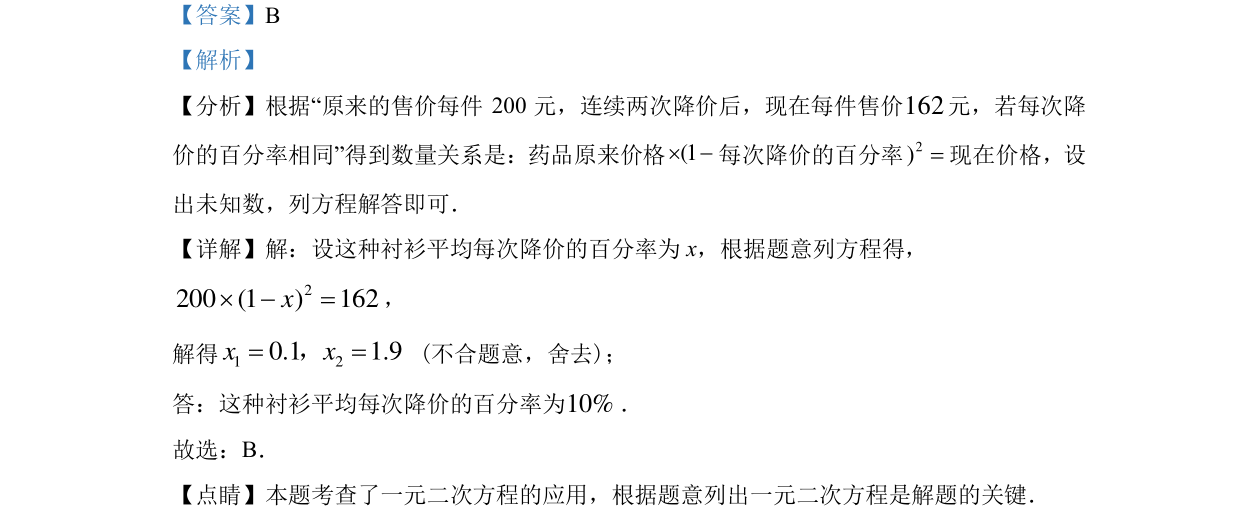 【答案】B
【解析】
【分析】根据“原来的售价每件 200 元，连续两次降价后，现在每件售价162元，若每次降
价的百分率相同”得到数量关系是：药品原来价格×(1－每次降价的百分率)²＝现在价格，设
出未知数，列方程解答即可．
【详解】解：设这种衬衫平均每次降价的百分率为 x，根据题意列方程得，
200×(1－x)²＝162，
解得 x₁＝0.1，x₂＝1.9 (不合题意，舍去)；
答：这种衬衫平均每次降价的百分率为10%．
故选：B．
【点睛】本题考查了一元二次方程的应用，根据题意列出一元二次方程是解题的关键．